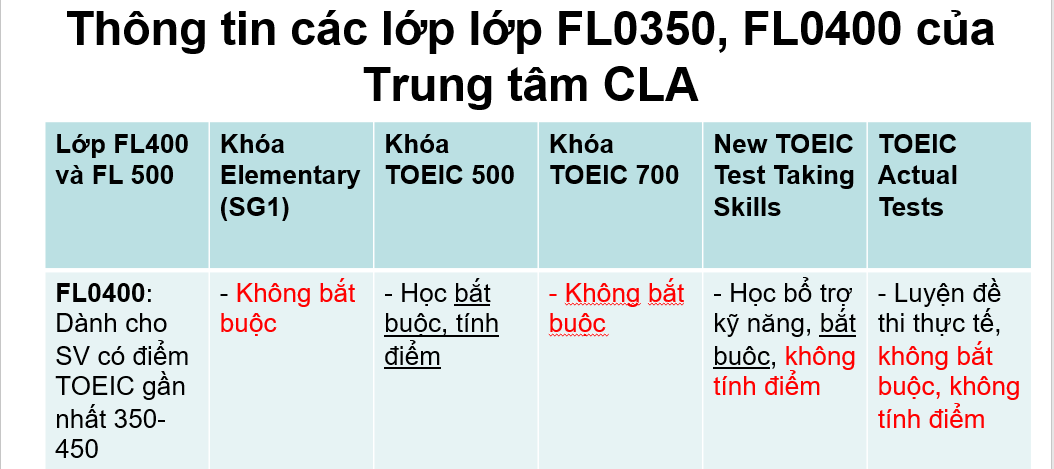 Thông tin các lớp lớp FL0350, FL0400 của
Trung tâm CLA
Lớp FL400
và FL 500
Khóa
Elementary
(SG1)
Khóa
TOEIC 500
Khóa
TOEIC 700
New TOEIC
Test Taking
Skills
TOEIC
Actual
Tests
FL0400:
Dành cho
SV có điểm
TOEIC gần
nhất 350-
450
- Không bắt
buộc
- Học bắt
buộc, tính
điểm
- Không bắt
buộc
- Học bổ trợ
kỹ năng, bắt
buôc, không
tính điểm
- Luyện đề
thi thực tế,
không bắt
buộc, không
tính điểm